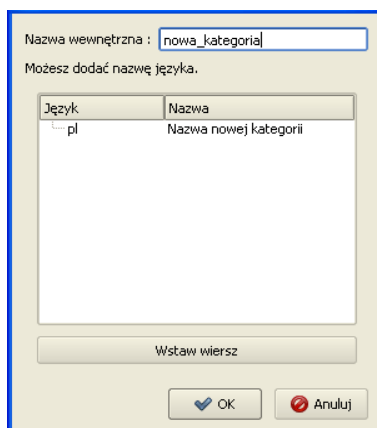 Nazwa wewnętrzna : nowa_kategoria
Możesz dodać nazwę języka.
Język Nazwa
pl Nazwa nowej kategorii
Wstaw wiersz
OK Anuluj